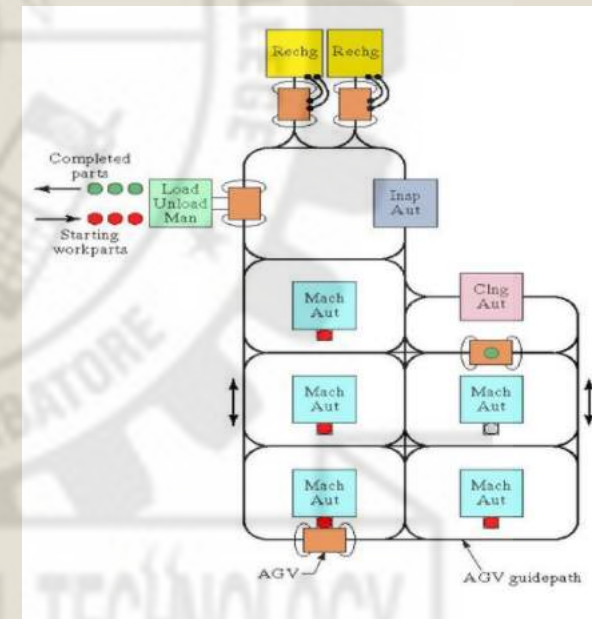 Rechg Rechg
Completed
parts
Load
Unload
Man
Insp
Aut
Starting
workparts
Mach
Aut
Clng
Aut
Mach
Aut
Mach
Aut
Mach
Aut
Mach
Aut
AGV
AGV guidepath
TECHNOLOGY